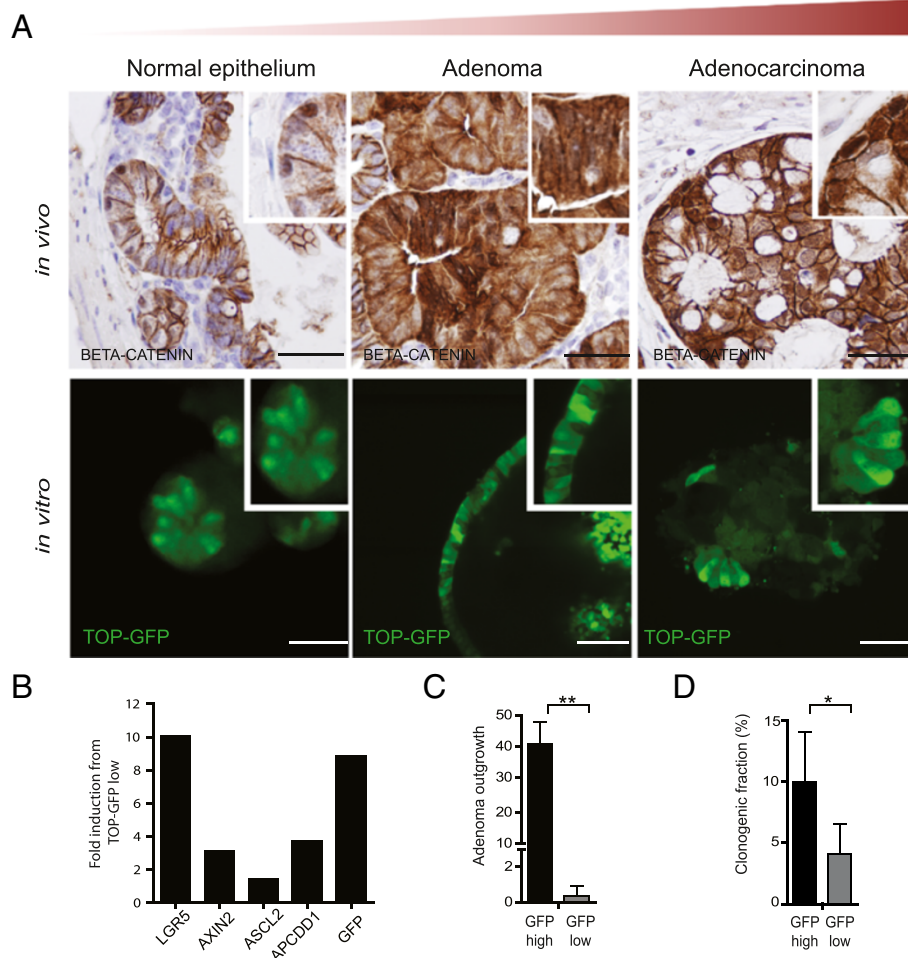 A
Normal epithelium Adenoma Adenocarcinoma
in vivo
BETA-CATENIN BETA-CATENIN BETA-CATENIN
in vitro
TOP-GFP TOP-GFP TOP-GFP
B
Fold induction from
TOP-GFP low
12
10
8
6
4
2
0
LGR5 AXIN2 ASCL2 APCDD1 GFP
C
**
Adenoma outgrowth
50
40
30
20
10
2
0
GFP GFP
high low
D
*
Clonogenic fraction (%)
15
10
5
0
GFP GFP
high low